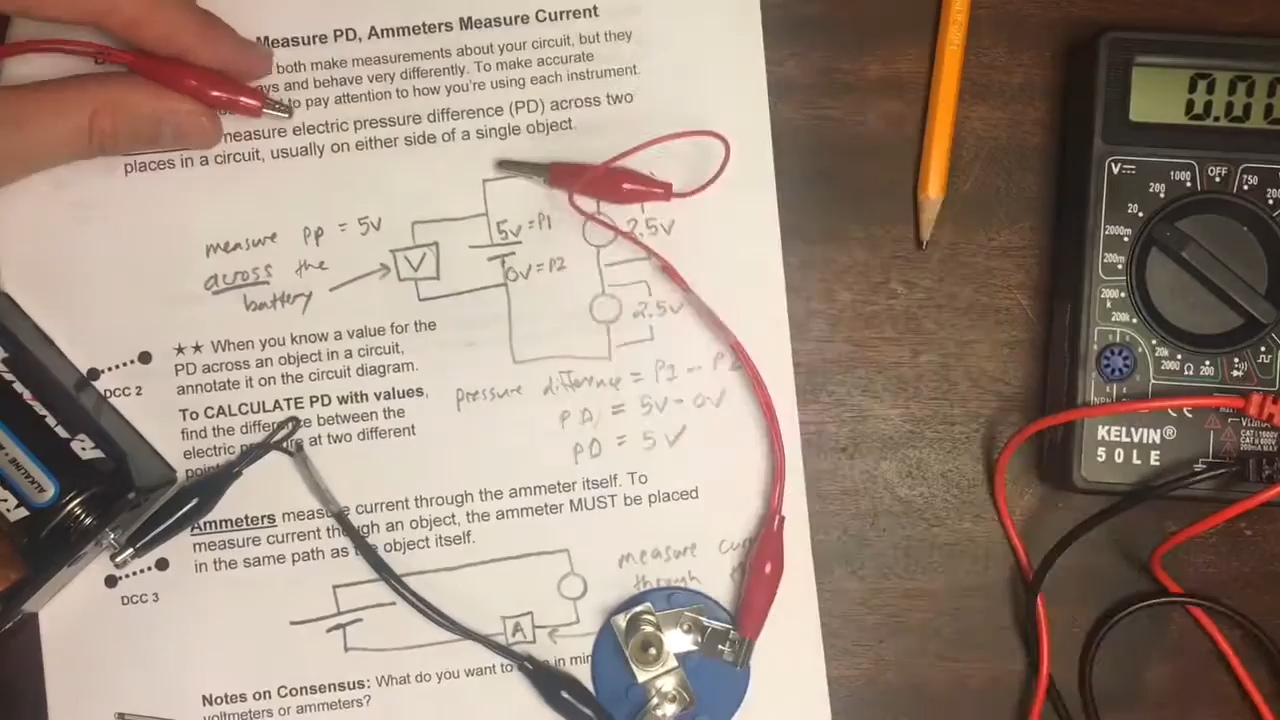 Measure PD, Ammeters Measure Current
both make measurements about your circuit, but they
ays and behave very differently. To make accurate
to pay attention to how you're using each instrument.
measure electric pressure difference (PD) across two
places in a circuit, usually on either side of a single object.
measure PD = 5V
across the
battery
V
5V=P1
0V=P2
2.5V
2.5V
★★ When you know a value for the
PD across an object in a circuit,
annotate it on the circuit diagram.
DCC 2
To CALCULATE PD with values,
find the difference between the
electric pressure at two different
Pressure difference = P1 - P2
PD = 5V - 0V
PD = 5V
Ammeters measure current through the ammeter itself. To
measure current though an object, the ammeter MUST be placed
in the same path as the object itself.
DCC 3
measure
through
A
Notes on Consensus: What do you want to
voltmeters or ammeters?
RAYOVAC
ALKALINE
0.00
OFF
V
1000
750
200
200
20
2000m
200m
2000
k
200k
20k
2000 Ω 200
KELVIN®
50LE